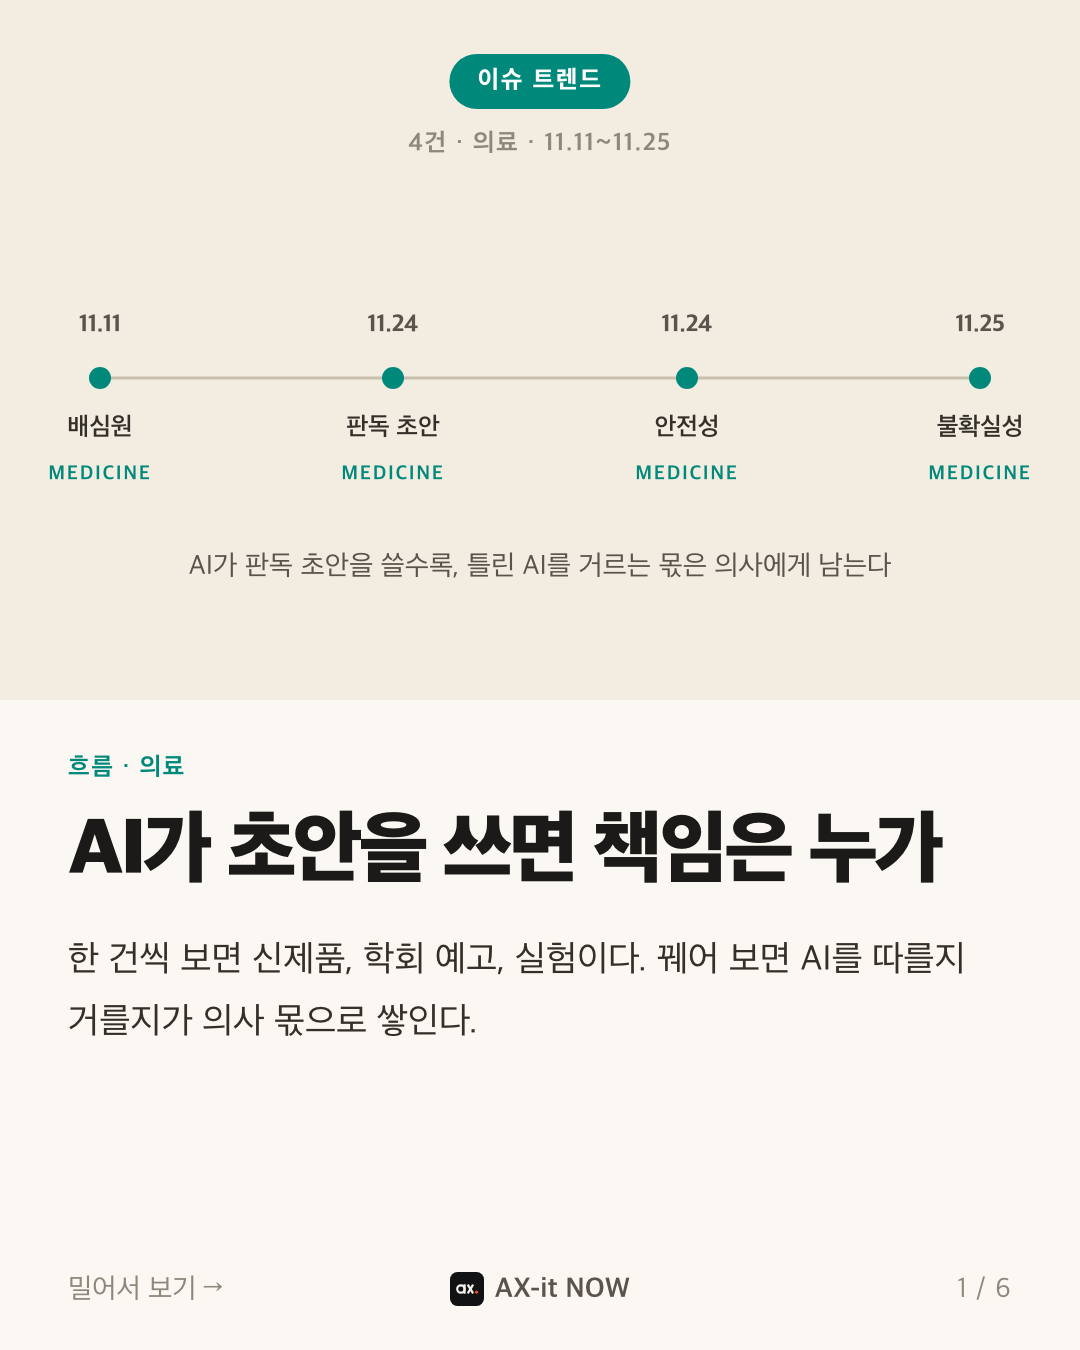 이슈 트렌드
4건 · 의료 · 11.11~11.25
11.11 11.24 11.24 11.25
배심원 판독 초안 안전성 불확실성
MEDICINE MEDICINE MEDICINE MEDICINE
AI가 판독 초안을 쓸수록, 틀린 AI를 거르는 몫은 의사에게 남는다
흐름 · 의료
AI가 초안을 쓰면 책임은 누가
한 건씩 보면 신제품, 학회 예고, 실험이다. 꿰어 보면 AI를 따를지
거를지가 의사 몫으로 쌓인다.
밀어서 보기 → ax. AX-it NOW 1 / 6